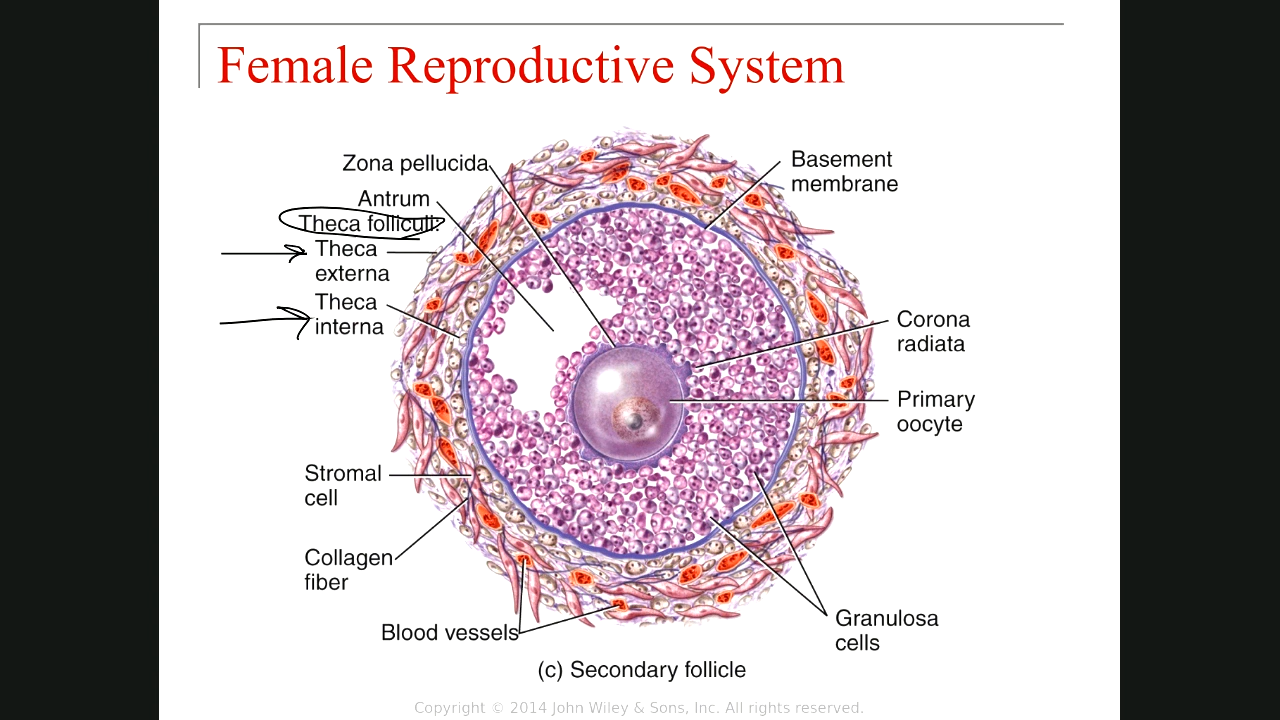 Female Reproductive System
Zona pellucida
Antrum
Theca folliculi:
Theca
externa
Theca
interna
Stromal
cell
Collagen
fiber
Blood vessels
Basement
membrane
Corona
radiata
Primary
oocyte
Granulosa
cells
(c) Secondary follicle
Copyright © 2014 John Wiley & Sons, Inc. All rights reserved.